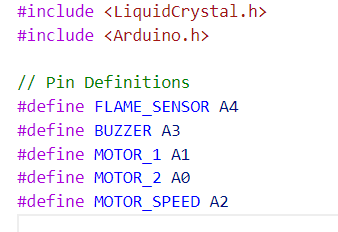 #include <LiquidCrystal.h>
#include <Arduino.h>
// Pin Definitions
#define FLAME_SENSOR A4
#define BUZZER A3
#define MOTOR_1 A1
#define MOTOR_2 A0
#define MOTOR_SPEED A2